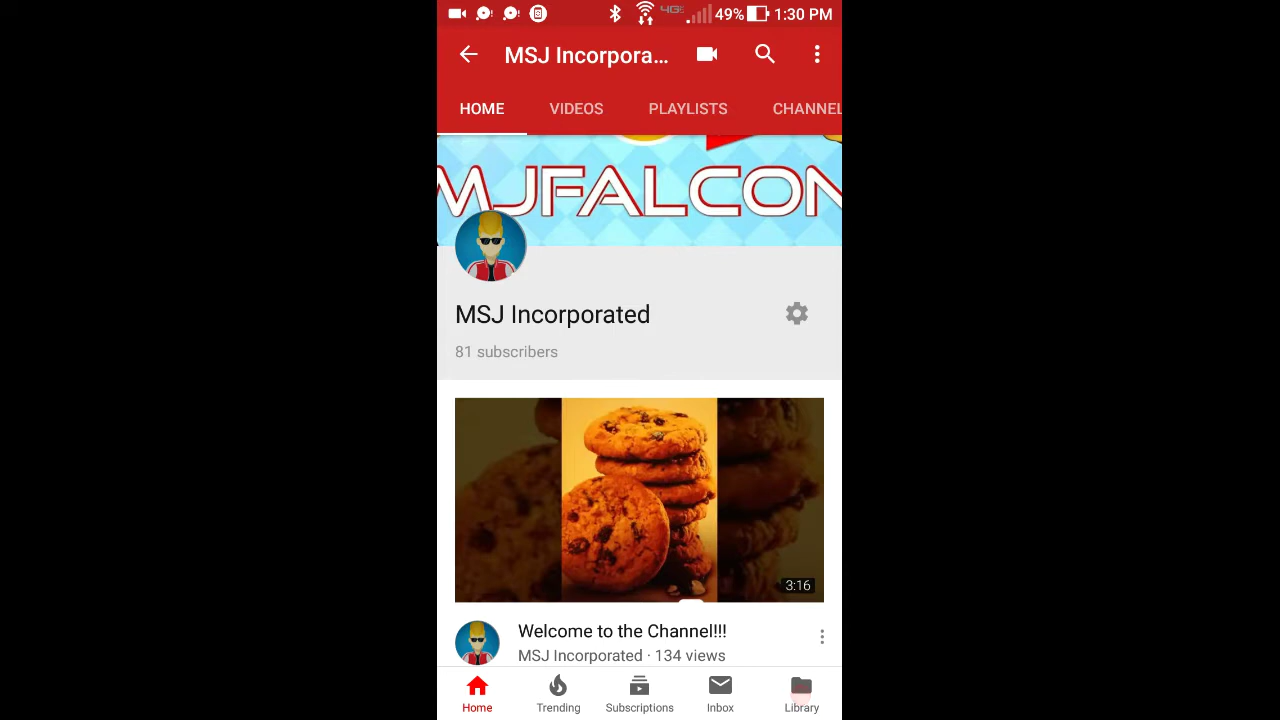 4G 49% 1:30 PM
MSJ Incorpora...
HOME VIDEOS PLAYLISTS CHANNEL
MJFALCON
MSJ Incorporated
81 subscribers
3:16
Welcome to the Channel!!!
MSJ Incorporated · 134 views
Home Trending Subscriptions Inbox Library